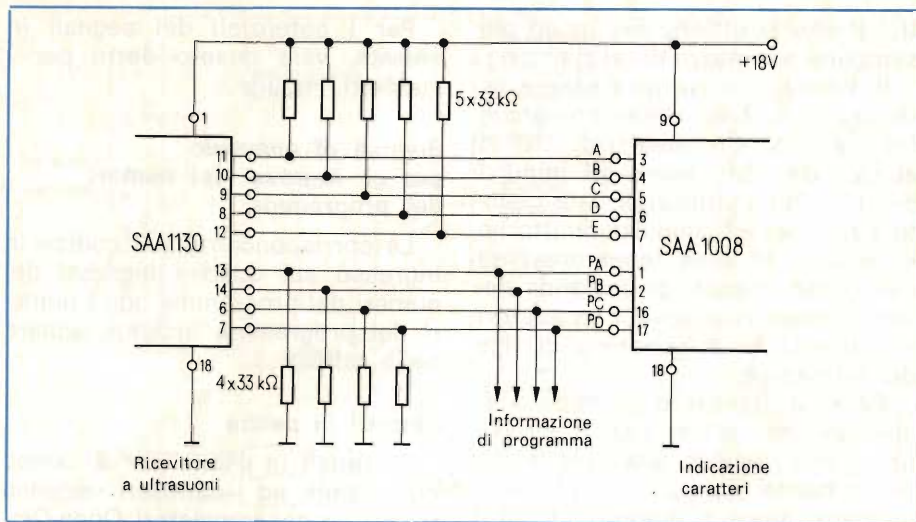 +18V
5x33kΩ
1
9
11
10
9
8
12
13
14
6
7
18
SAA1130
A
B
C
D
E
PA
PB
PC
PD
3
4
5
6
7
1
2
16
17
18
SAA 1008
4x33kΩ
Informazione
di programma
Ricevitore
a ultrasuoni
Indicazione
caratteri